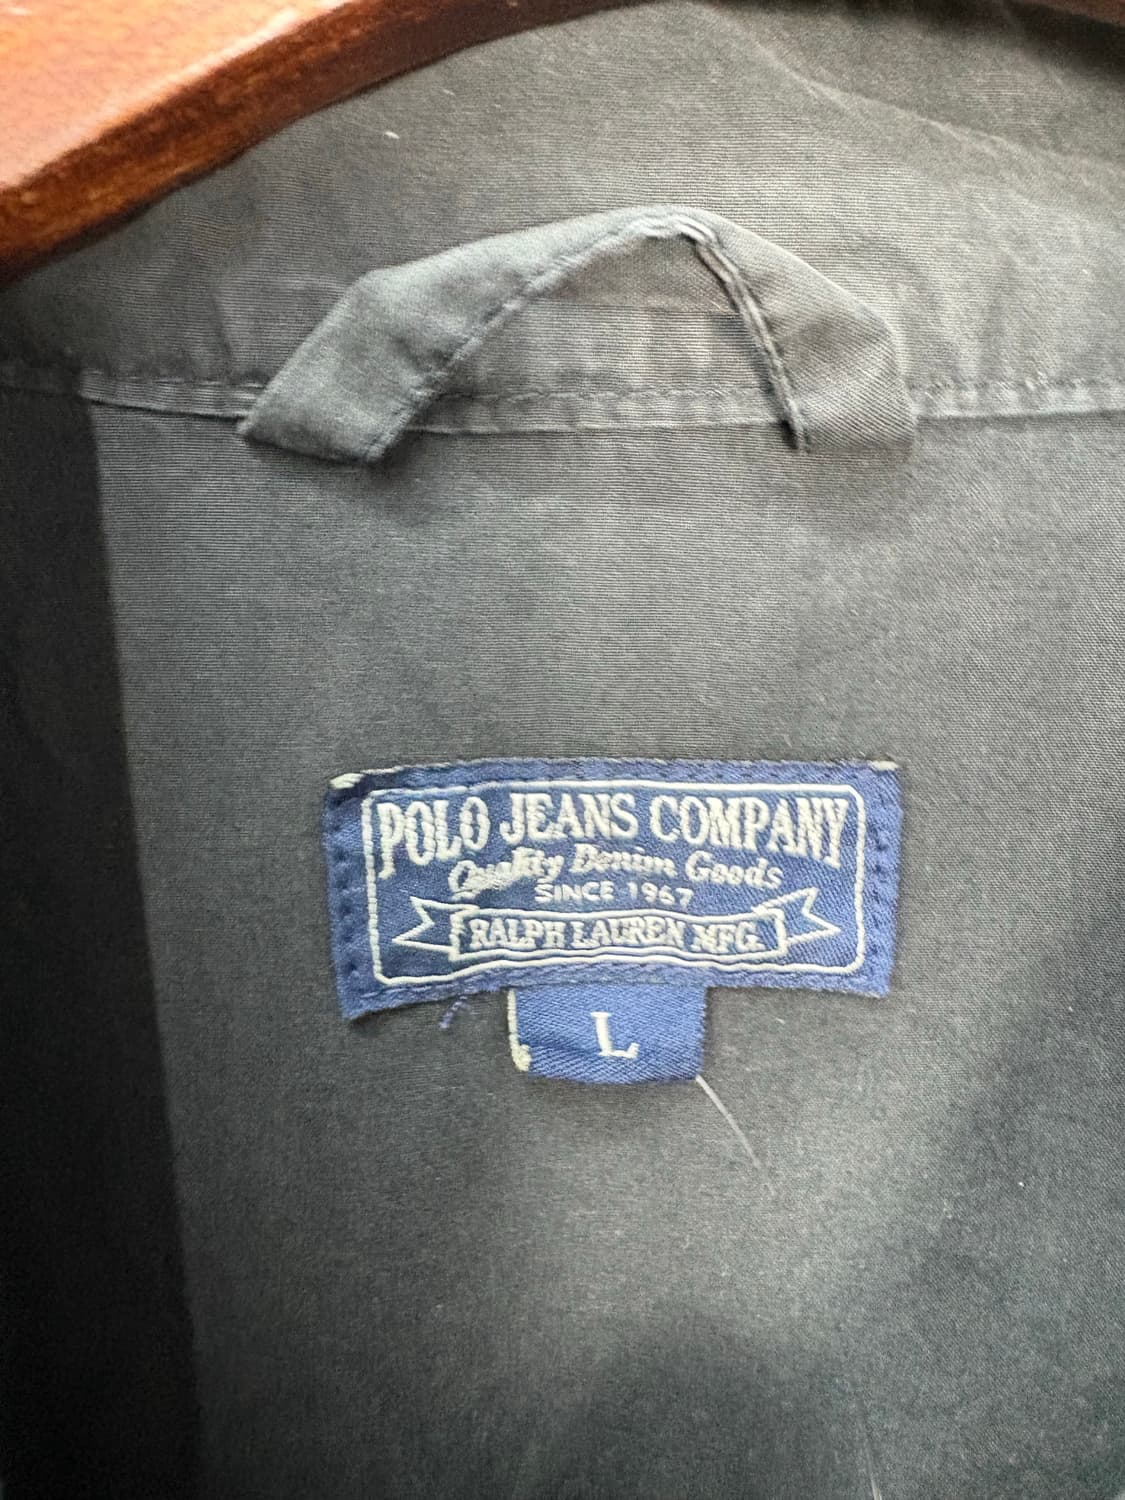 POLO JEANS COMPANY
Quality Denim Goods
SINCE 1967
RALPH LAUREN MFG.
L